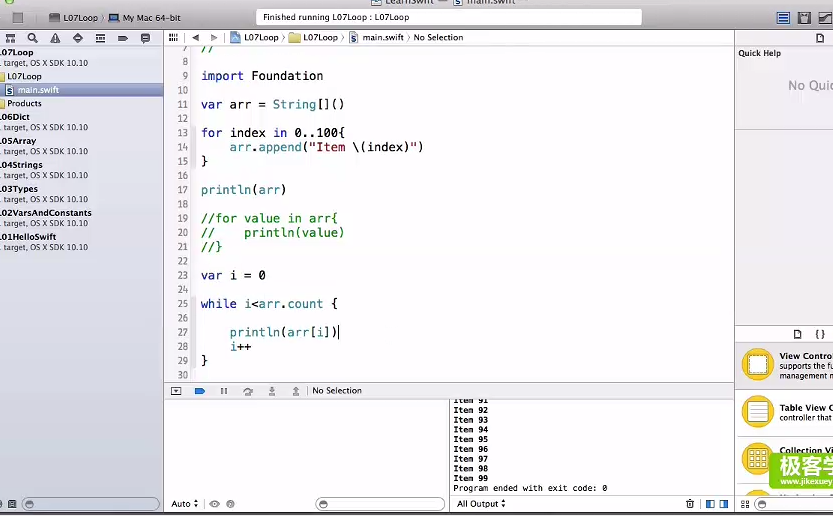 LearnSwift — main.swift
L07Loop
My Mac 64-bit
Finished running L07Loop : L07Loop
L07Loop
L07Loop
main.swift
No Selection
Quick Help
No Quic
L07Loop
target, OS X SDK 10.10
L07Loop
main.swift
Products
L06Dict
target, OS X SDK 10.10
L05Array
target, OS X SDK 10.10
L04Strings
target, OS X SDK 10.10
L03Types
target, OS X SDK 10.10
L02VarsAndConstants
target, OS X SDK 10.10
L01HelloSwift
target, OS X SDK 10.10
7 //
8
9 import Foundation
10
11 var arr = String[]()
12
13 for index in 0..100{
14 arr.append("Item \(index)")
15 }
16
17 println(arr)
18
19 //for value in arr{
20 // println(value)
21 //}
22
23 var i = 0
24
25 while i<arr.count {
26
27 println(arr[i])
28 i++
29 }
30
No Selection
Item 91
Item 92
Item 93
Item 94
Item 95
Item 96
Item 97
Item 98
Item 99
Program ended with exit code: 0
Auto
All Output
{ }
View Contro
supports the fu
management m
Table View C
controller that
Collection Vi
极客学
www.jikexuey